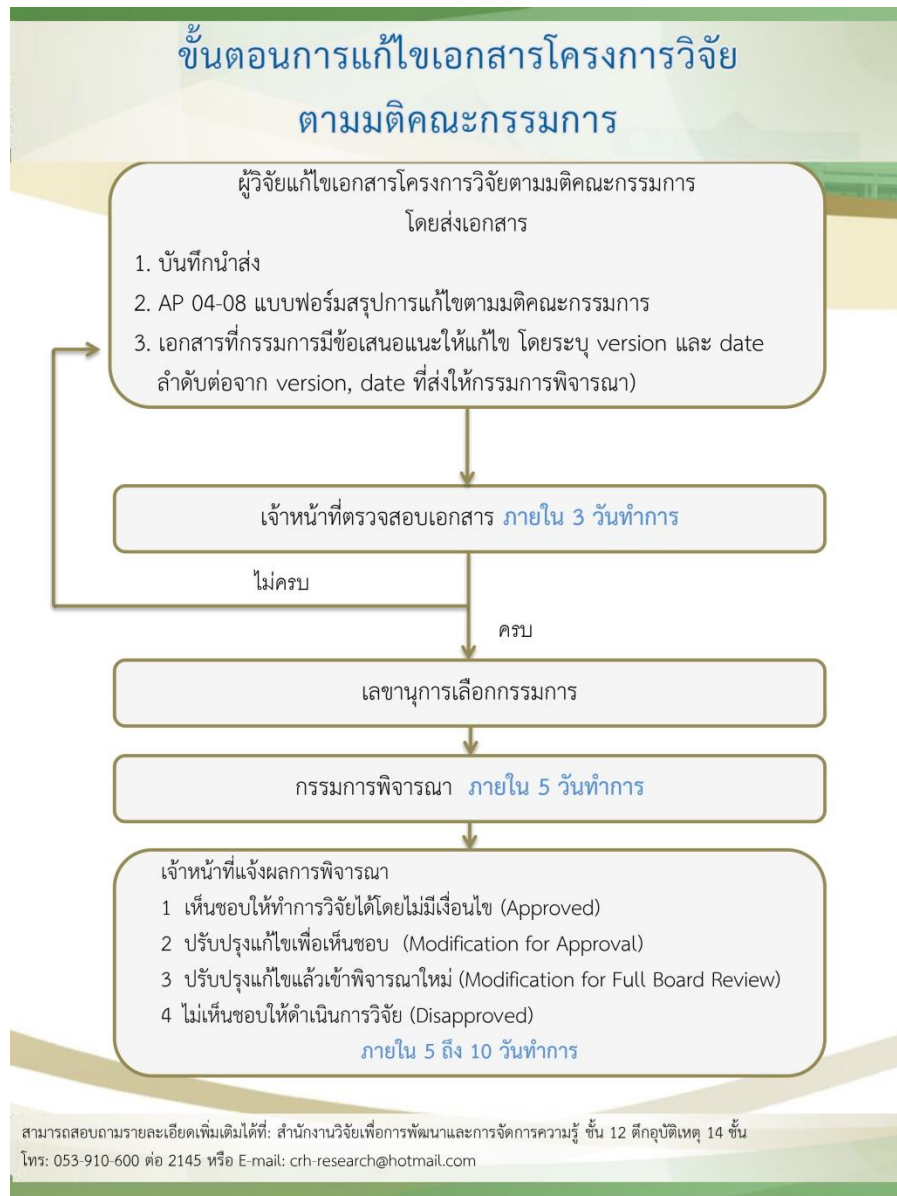 ขั้นตอนการแก้ไขเอกสารโครงการวิจัย
ตามมติคณะกรรมการ
ผู้วิจัยแก้ไขเอกสารโครงการวิจัยตามมติคณะกรรมการ
โดยส่งเอกสาร
1. บันทึกนำส่ง
2. AP 04-08 แบบฟอร์มสรุปการแก้ไขตามมติคณะกรรมการ
3. เอกสารที่กรรมการมีข้อเสนอแนะให้แก้ไข โดยระบุ version และ date
ลำดับต่อจาก version, date ที่ส่งให้กรรมการพิจารณา)
เจ้าหน้าที่ตรวจสอบเอกสาร ภายใน 3 วันทำการ
ไม่ครบ
ครบ
เลขานุการเลือกกรรมการ
กรรมการพิจารณา ภายใน 5 วันทำการ
เจ้าหน้าที่แจ้งผลการพิจารณา
1 เห็นชอบให้ทำการวิจัยได้โดยไม่มีเงื่อนไข (Approved)
2 ปรับปรุงแก้ไขเพื่อเห็นชอบ (Modification for Approval)
3 ปรับปรุงแก้ไขแล้วเข้าพิจารณาใหม่ (Modification for Full Board Review)
4 ไม่เห็นชอบให้ดำเนินการวิจัย (Disapproved)
ภายใน 5 ถึง 10 วันทำการ
สามารถสอบถามรายละเอียดเพิ่มเติมได้ที่: สำนักงานวิจัยเพื่อการพัฒนาและการจัดการความรู้ ชั้น 12 ตึกอุบัติเหตุ 14 ชั้น
โทร: 053-910-600 ต่อ 2145 หรือ E-mail: crh-research@hotmail.com